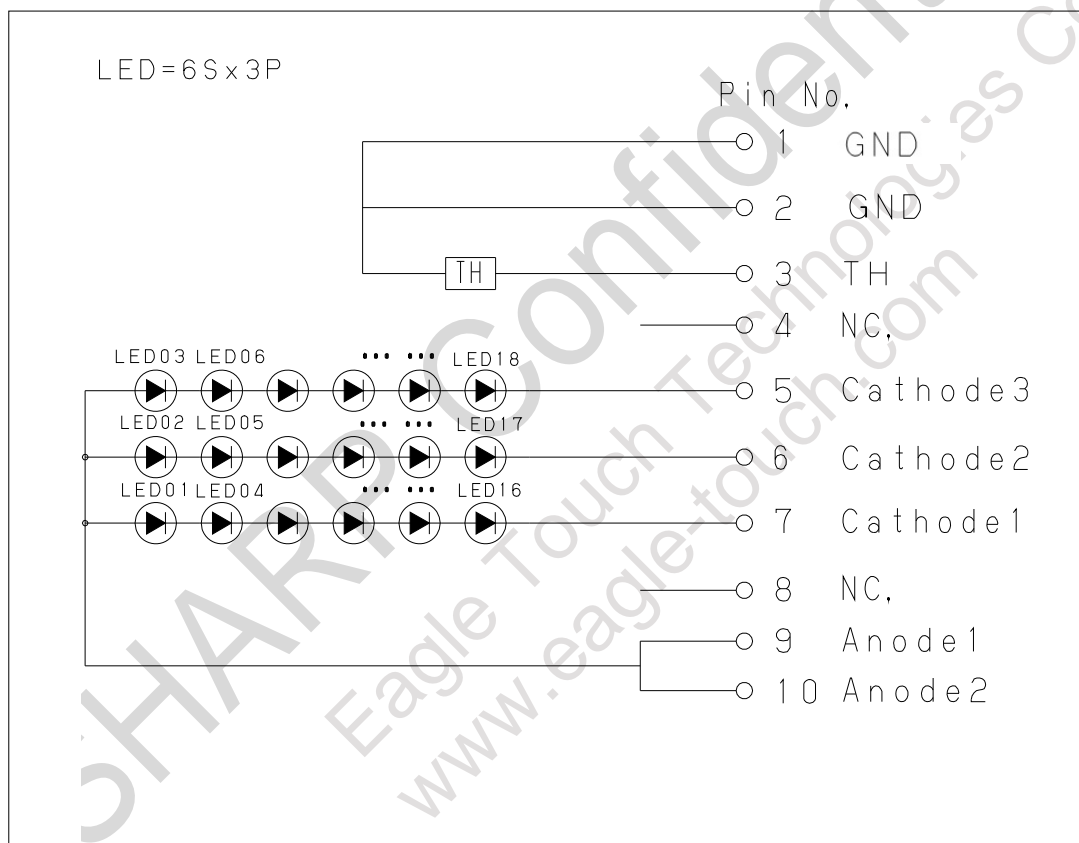 LED=6Sx3P
Pin No.
1 GND
2 GND
TH 3 TH
4 NC.
LED03 LED06 ... ... LED18
5 Cathode3
LED02 LED05 ... ... LED17
6 Cathode2
LED01 LED04 ... ... LED16
7 Cathode1
8 NC.
9 Anode1
10 Anode2
SHARP Confident
Eagle Touch Technologies Co
www.eagle-touch.com